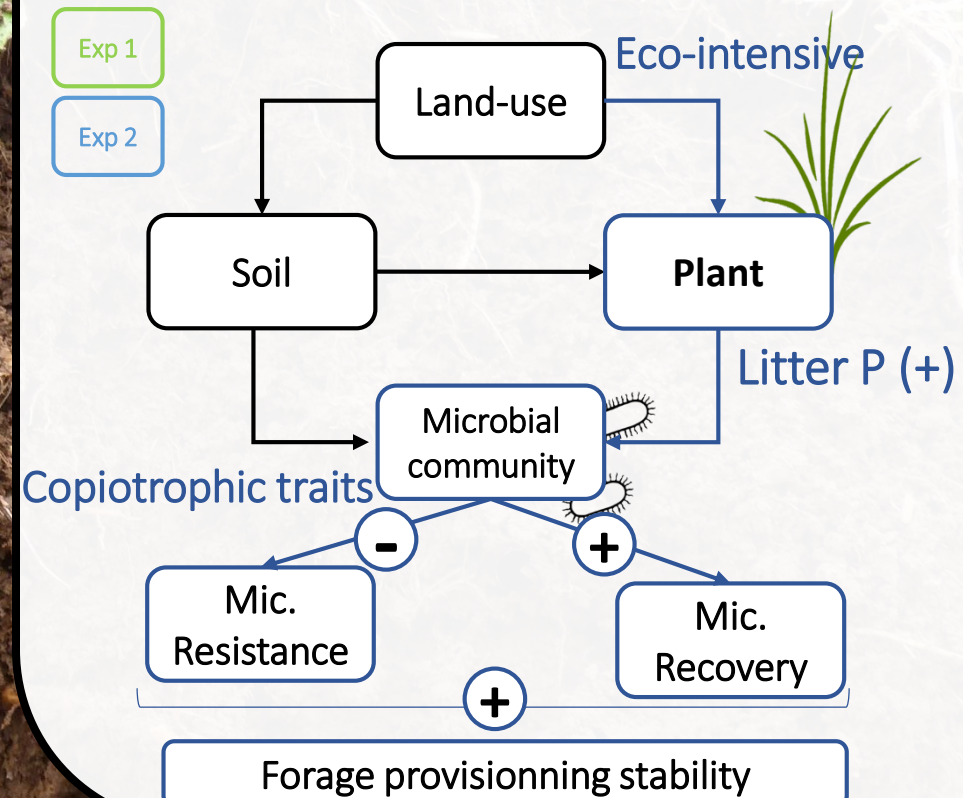 Exp 1
Exp 2
Eco-intensive
Land-use
Soil
Plant
Litter P (+)
Microbial
community
Copiotrophic traits
-
+
Mic.
Resistance
Mic.
Recovery
+
Forage provisionning stability